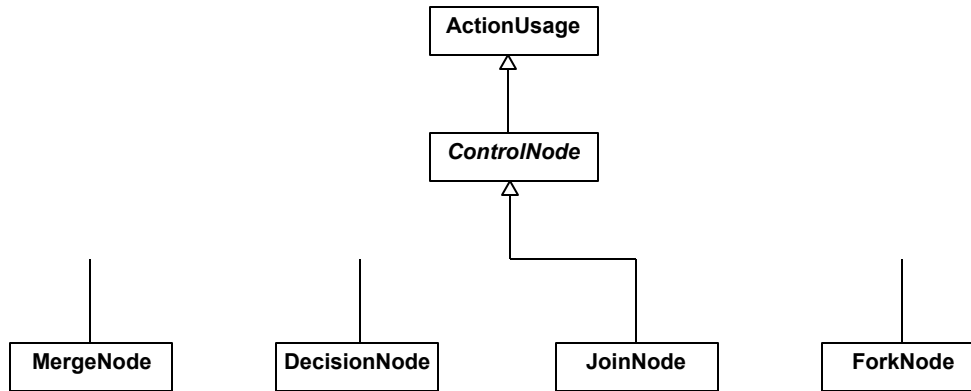 ActionUsage
ControlNode
MergeNode
DecisionNode
JoinNode
ForkNode